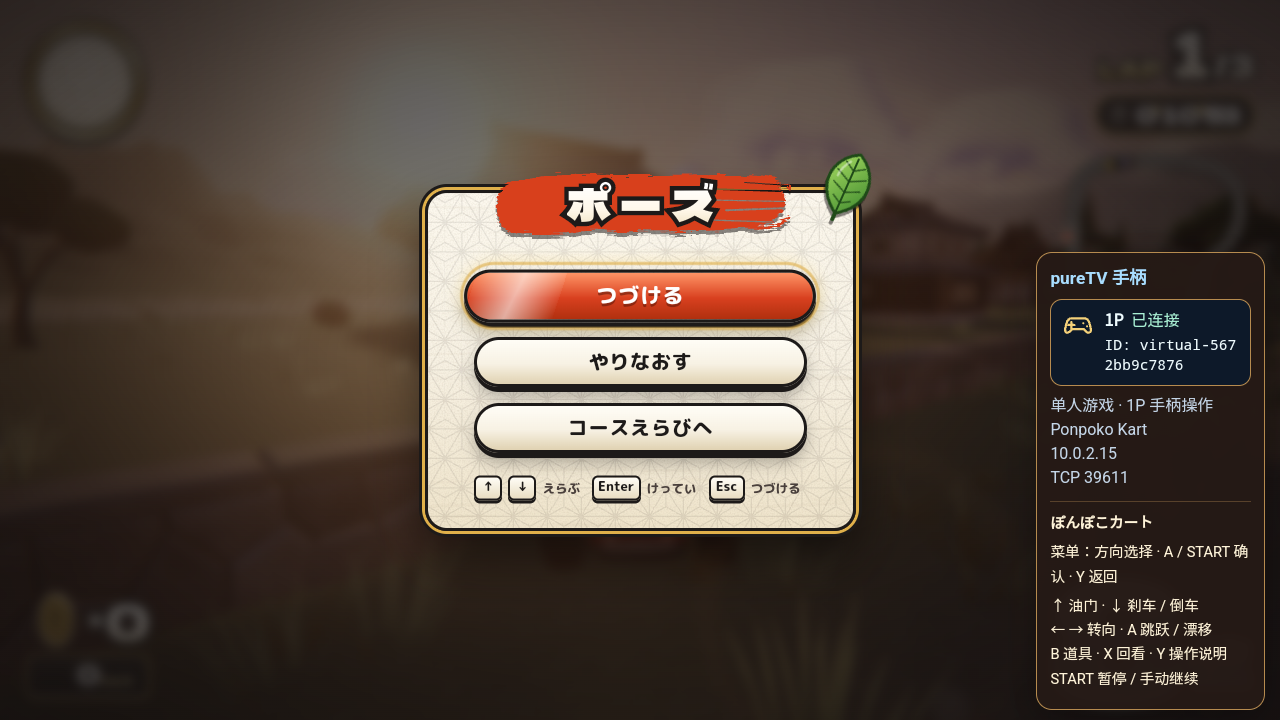 1
ポーズ
つづける
やりなおす
コースえらびへ
↑ ↓ えらぶ Enter けってい Esc つづける
pureTV 手柄
1P 已连接
ID: virtual-567
2bb9c7876
单人游戏 · 1P 手柄操作
Ponpoko Kart
10.0.2.15
TCP 39611
ぽんぽこカート
菜单：方向选择 · A / START 确
认 · Y 返回
↑ 油门 · ↓ 刹车 / 倒车
← → 转向 · A 跳跃 / 漂移
B 道具 · X 回看 · Y 操作说明
START 暂停 / 手动继续